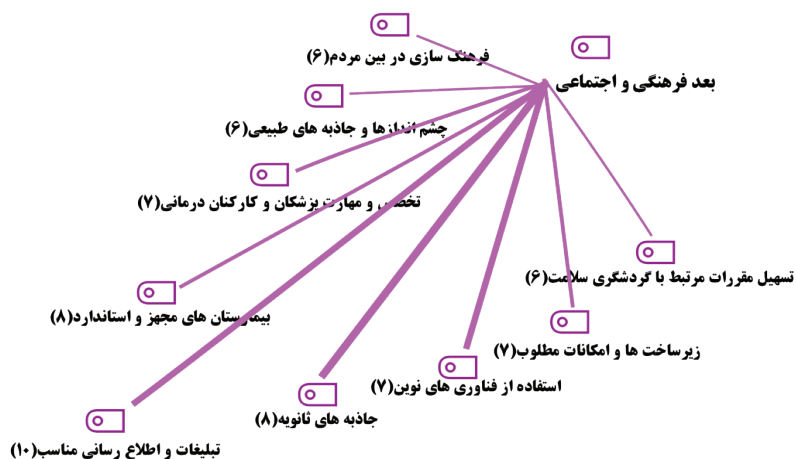 فرهنگ سازی در بین مردم(۶)
بعد فرهنگی و اجتماعی
چشم اندازها و جاذبه های طبیعی(۶)
تخصص و مهارت پزشکان و کارکنان درمانی(۷)
تسهیل مقررات مرتبط با گردشگری سلامت(۶)
بیمارستان های مجهز و استاندارد(۸)
زیرساخت ها و امکانات مطلوب(۷)
استفاده از فناوری های نوین(۷)
جاذبه های ثانویه(۸)
تبلیغات و اطلاع رسانی مناسب(۱۰)